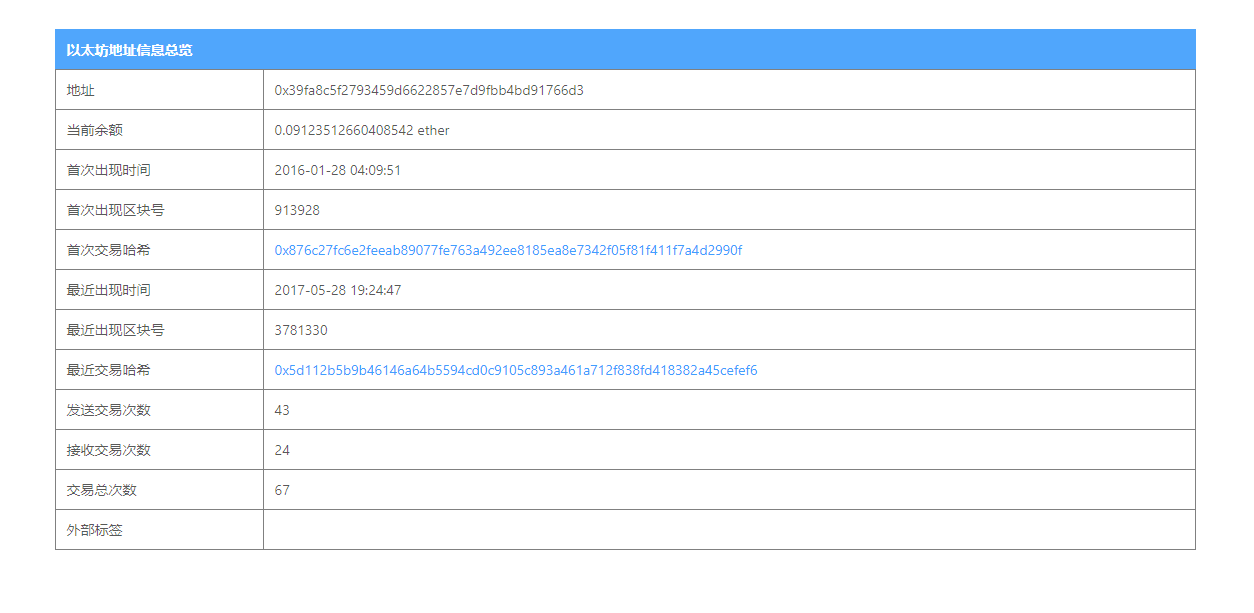 以太坊地址信息总览
地址 0x39fa8c5f2793459d6622857e7d9fbb4bd91766d3
当前余额 0.09123512660408542 ether
首次出现时间 2016-01-28 04:09:51
首次出现区块号 913928
首次交易哈希 0x876c27fc6e2feeab89077fe763a492ee8185ea8e7342f05f81f411f7a4d2990f
最近出现时间 2017-05-28 19:24:47
最近出现区块号 3781330
最近交易哈希 0x5d112b5b9b46146a64b5594cd0c9105c893a461a712f838fd418382a45cefef6
发送交易次数 43
接收交易次数 24
交易总次数 67
外部标签